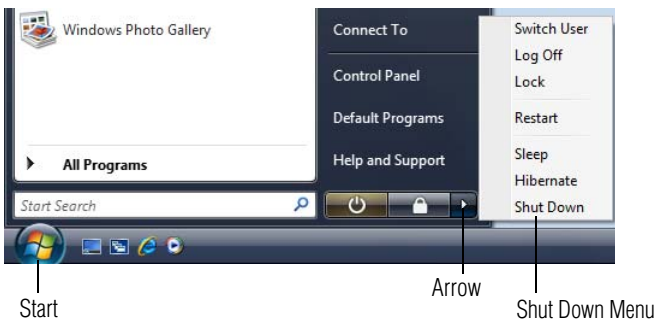 Windows Photo Gallery
All Programs
Start Search
Connect To
Control Panel
Default Programs
Help and Support
Switch User
Log Off
Lock
Restart
Sleep
Hibernate
Shut Down
Start
Arrow
Shut Down Menu